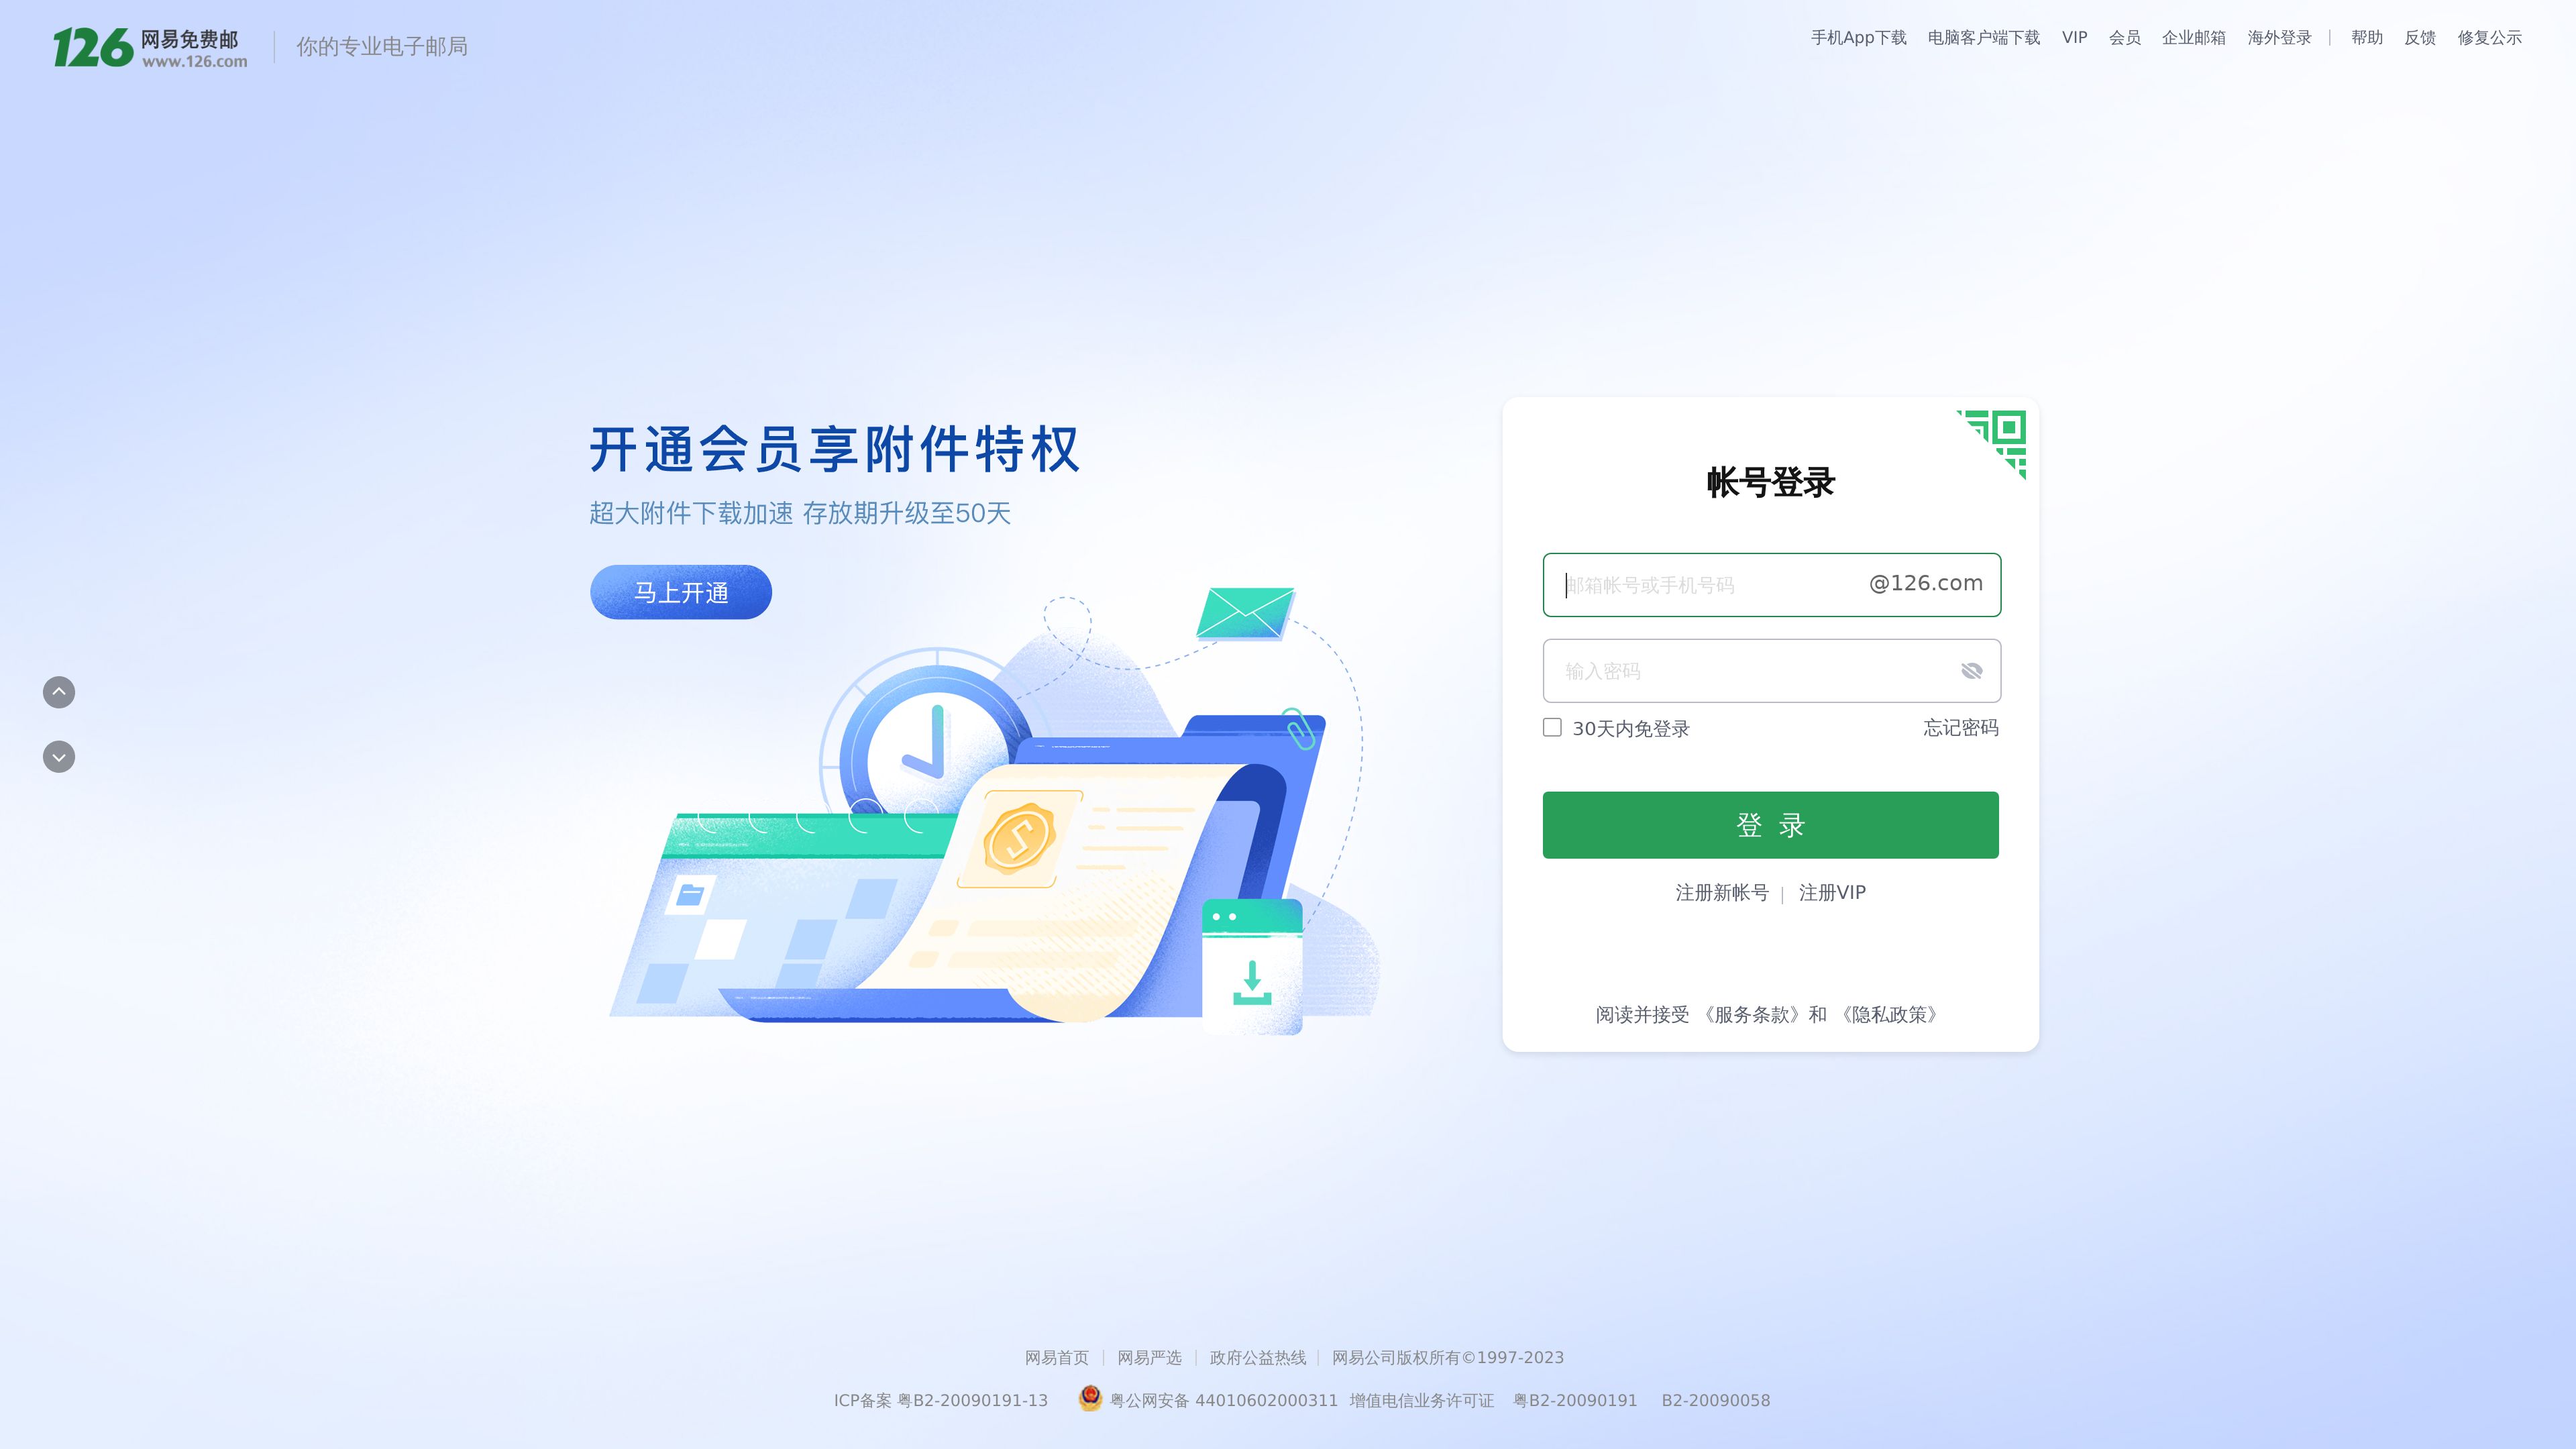 126 网易免费邮 www.126.com 你的专业电子邮局
手机App下载 电脑客户端下载 VIP 会员 企业邮箱 海外登录 | 帮助 反馈 修复公示
开通会员享附件特权
超大附件下载加速 存放期升级至50天
马上开通
帐号登录
邮箱帐号或手机号码 @126.com
输入密码
30天内免登录 忘记密码
登 录
注册新帐号 | 注册VIP
阅读并接受 《服务条款》和 《隐私政策》
网易首页 | 网易严选 | 政府公益热线 | 网易公司版权所有©1997-2023
ICP备案 粤B2-20090191-13 粤公网安备 44010602000311 增值电信业务许可证 粤B2-20090191 B2-20090058